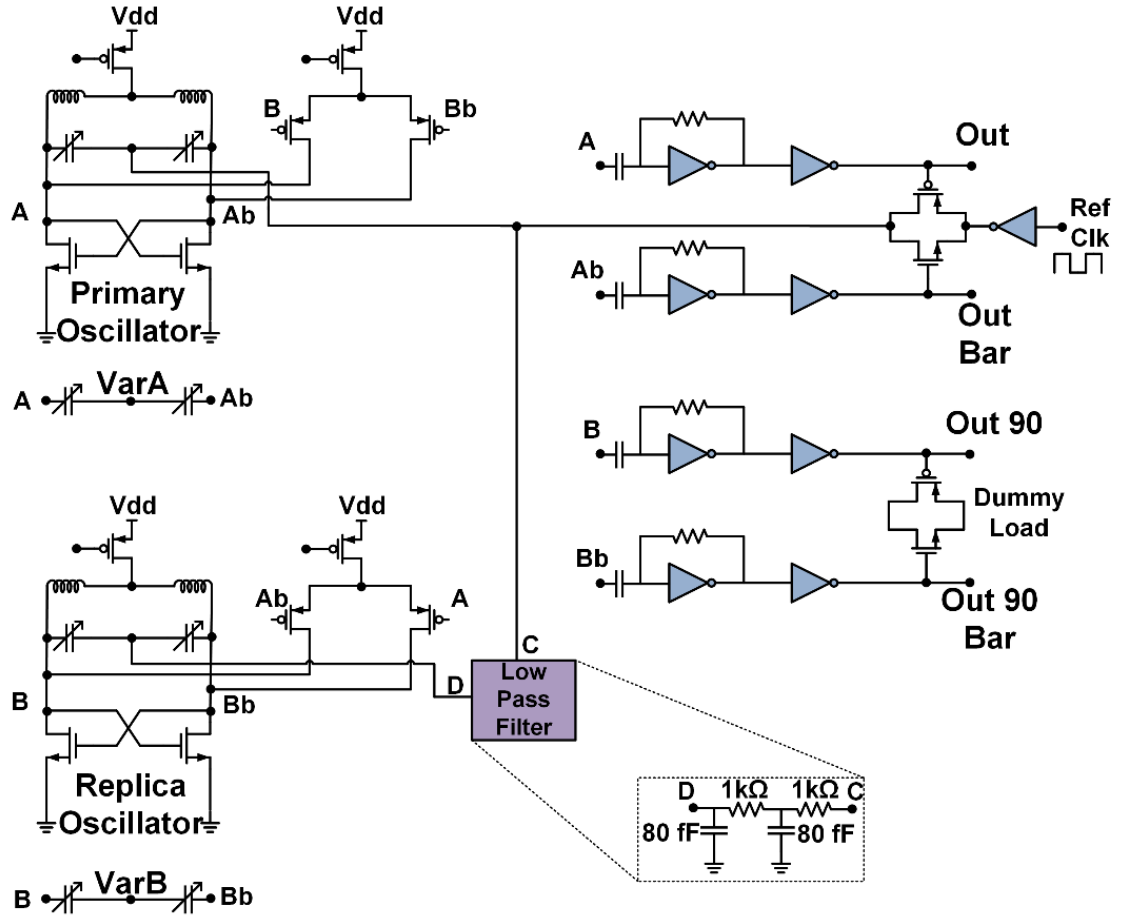 Vdd
Vdd
B
Bb
A
Ab
Primary
Oscillator
A
VarA
Ab
A
Out
Ref
Clk
Ab
Out
Bar
B
Out 90
Dummy
Load
Bb
Out 90
Bar
Vdd
Vdd
Ab
A
B
Bb
Replica
Oscillator
B
VarB
Bb
C
D
Low
Pass
Filter
D
1kΩ
1kΩ
C
80 fF
80 fF